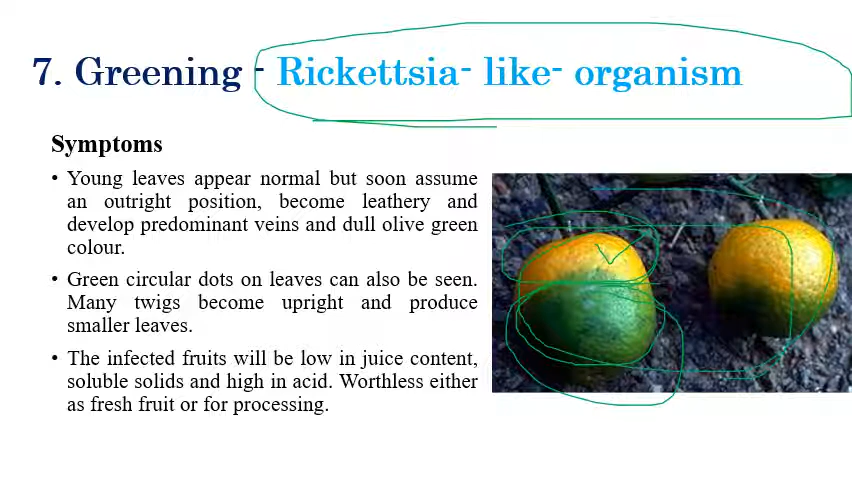 7. Greening - Rickettsia- like- organism
Symptoms
• Young leaves appear normal but soon assume
an outright position, become leathery and
develop predominant veins and dull olive green
colour.
• Green circular dots on leaves can also be seen.
Many twigs become upright and produce
smaller leaves.
• The infected fruits will be low in juice content,
soluble solids and high in acid. Worthless either
as fresh fruit or for processing.